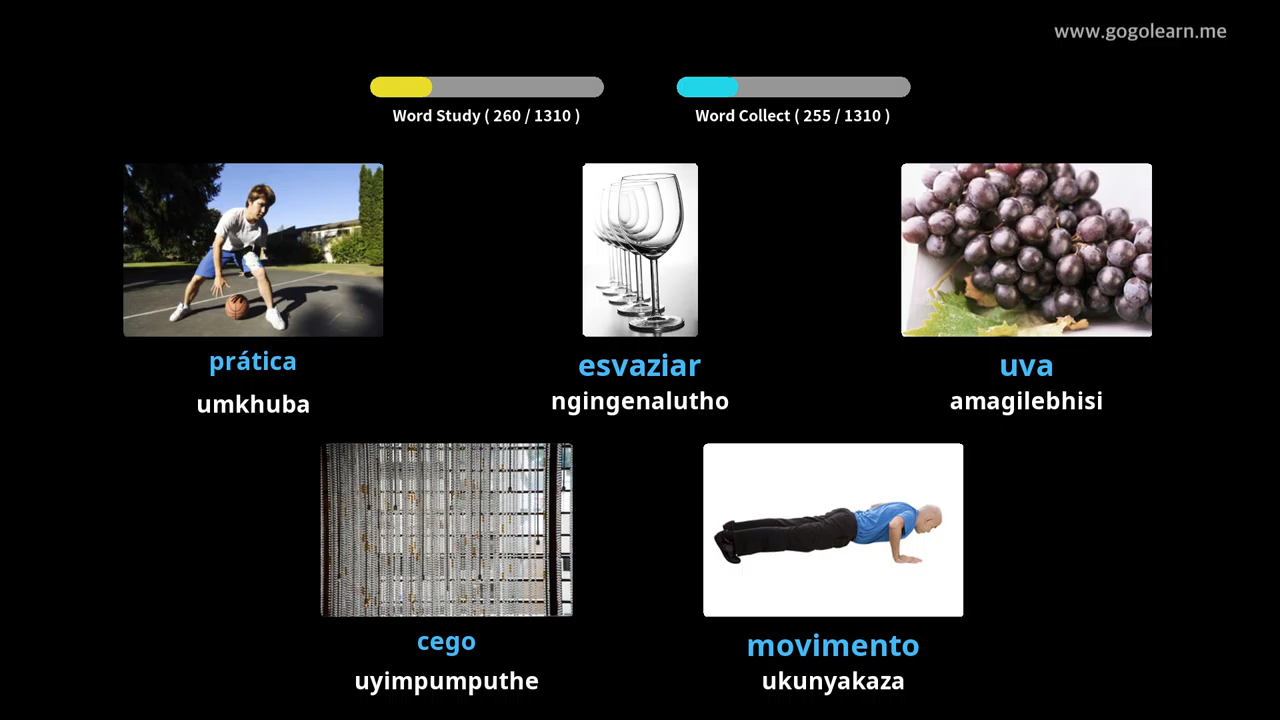 www.gogolearn.me
Word Study ( 260 / 1310 )
Word Collect ( 255 / 1310 )
prática
umkhuba
esvaziar
ngingenalutho
uva
amagilebhisi
cego
uyimpumputhe
movimento
ukunyakaza